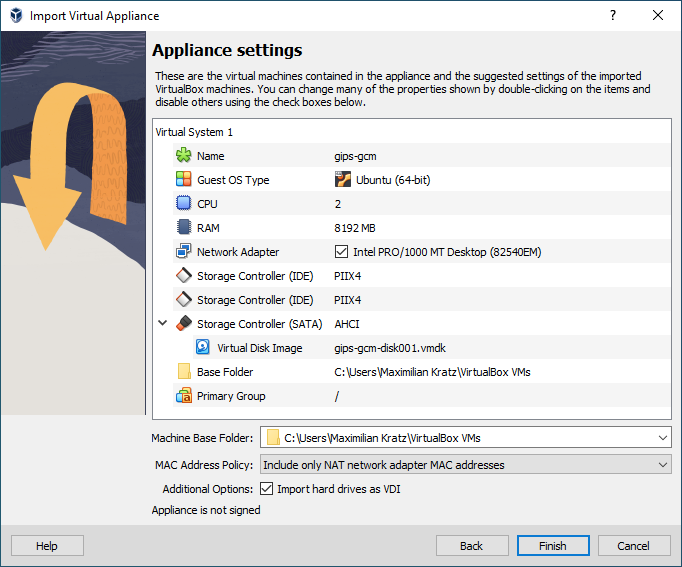 Import Virtual Appliance
?
Appliance settings
These are the virtual machines contained in the appliance and the suggested settings of the imported
VirtualBox machines. You can change many of the properties shown by double-clicking on the items and
disable others using the check boxes below.
Virtual System 1
Name gips-gcm
Guest OS Type Ubuntu (64-bit)
CPU 2
RAM 8192 MB
Network Adapter Intel PRO/1000 MT Desktop (82540EM)
Storage Controller (IDE) PIIX4
Storage Controller (IDE) PIIX4
Storage Controller (SATA) AHCI
Virtual Disk Image gips-gcm-disk001.vmdk
Base Folder C:\Users\Maximilian Kratz\VirtualBox VMs
Primary Group /
Machine Base Folder: C:\Users\Maximilian Kratz\VirtualBox VMs
MAC Address Policy: Include only NAT network adapter MAC addresses
Additional Options: Import hard drives as VDI
Appliance is not signed
Help Back Finish Cancel